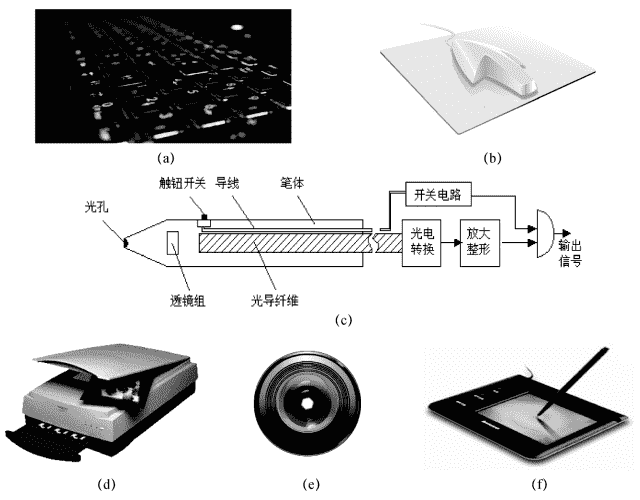 (a)
(b)
触钮开关 导线 笔体
开关电路
光孔
光电
转换
放大
整形
输出
信号
透镜组
光导纤维
(c)
(d)
(e)
(f)